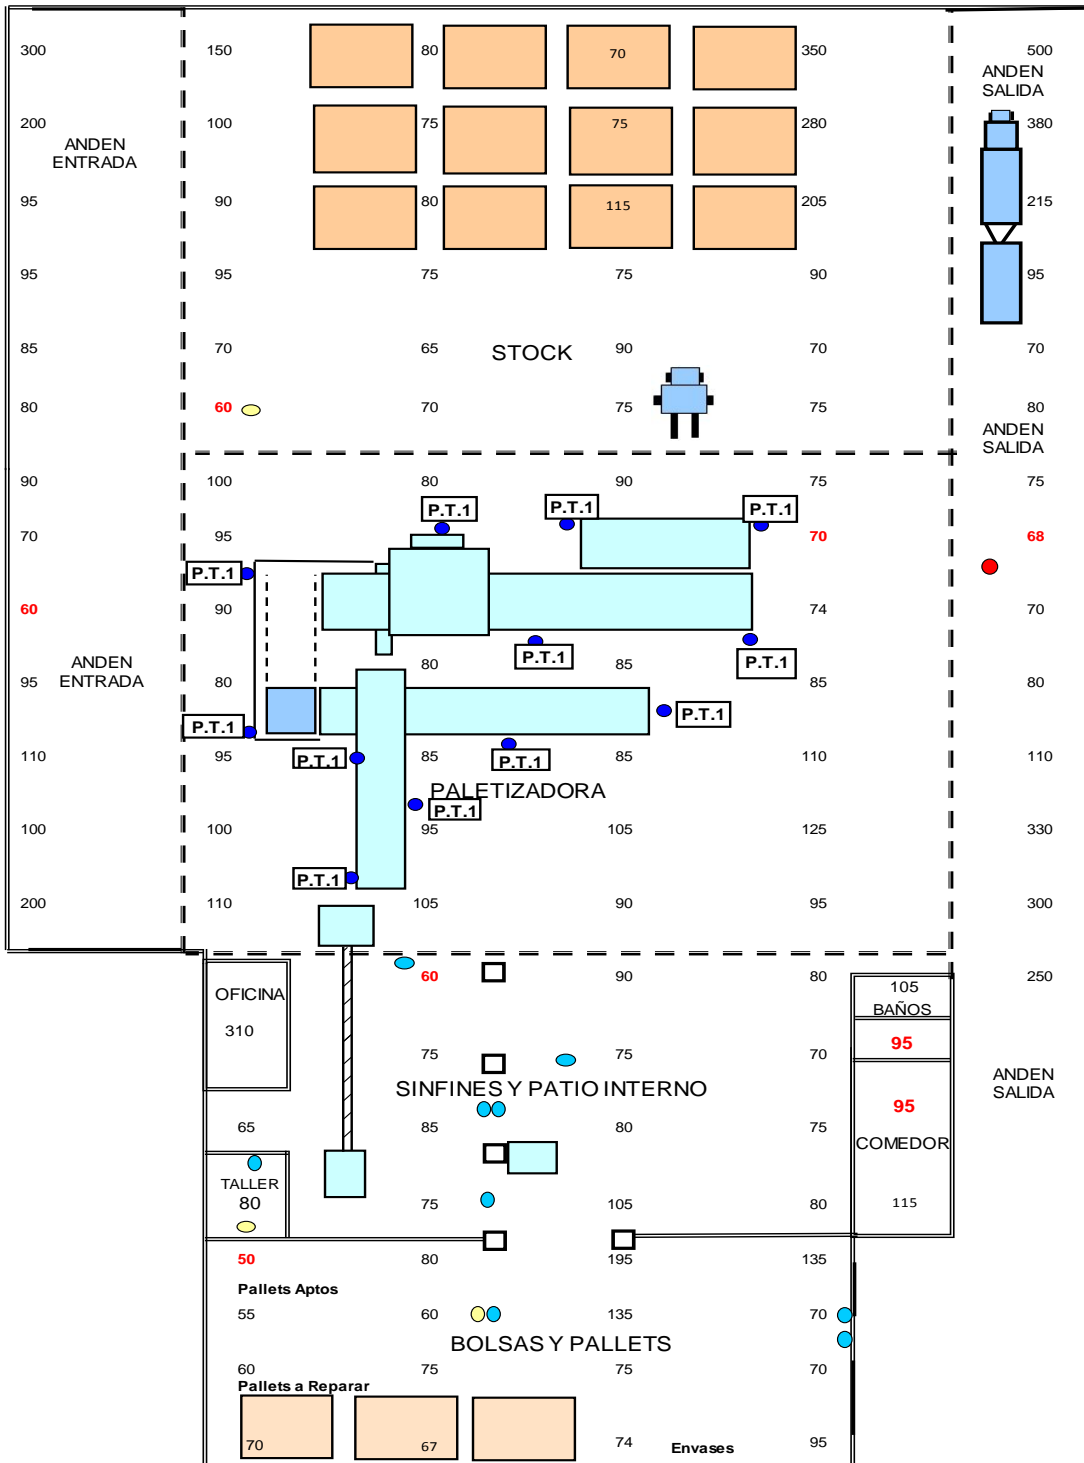 300 150 80 70 350 500
ANDEN
SALIDA
200 100 75 75 280 380
ANDEN
ENTRADA
95 90 80 115 205 215
95 95 75 75 90 95
85 70 65 90 70 70
STOCK
80 60 70 75 75 80
ANDEN
SALIDA
90 100 80 90 75 75
P.T.1 P.T.1 P.T.1
70 95 70 68
P.T.1
60 90 74 70
P.T.1 P.T.1
ANDEN
ENTRADA
80 85
95 80 85 80
P.T.1
P.T.1
110 95 P.T.1 85 P.T.1 85 110 110
PALETIZADORA
P.T.1
100 100 95 105 125 330
P.T.1
200 110 105 90 95 300
60 90 80 250
OFICINA
105
BAÑOS
310
95
75 75 70
SINFINES Y PATIO INTERNO
ANDEN
SALIDA
95
65 85 80 75
COMEDOR
TALLER
80 75 105 80 115
50 80 195 135
Pallets Aptos
55 60 135 70
BOLSAS Y PALLETS
60 75 75 70
Pallets a Reparar
70 67 74 Envases 95